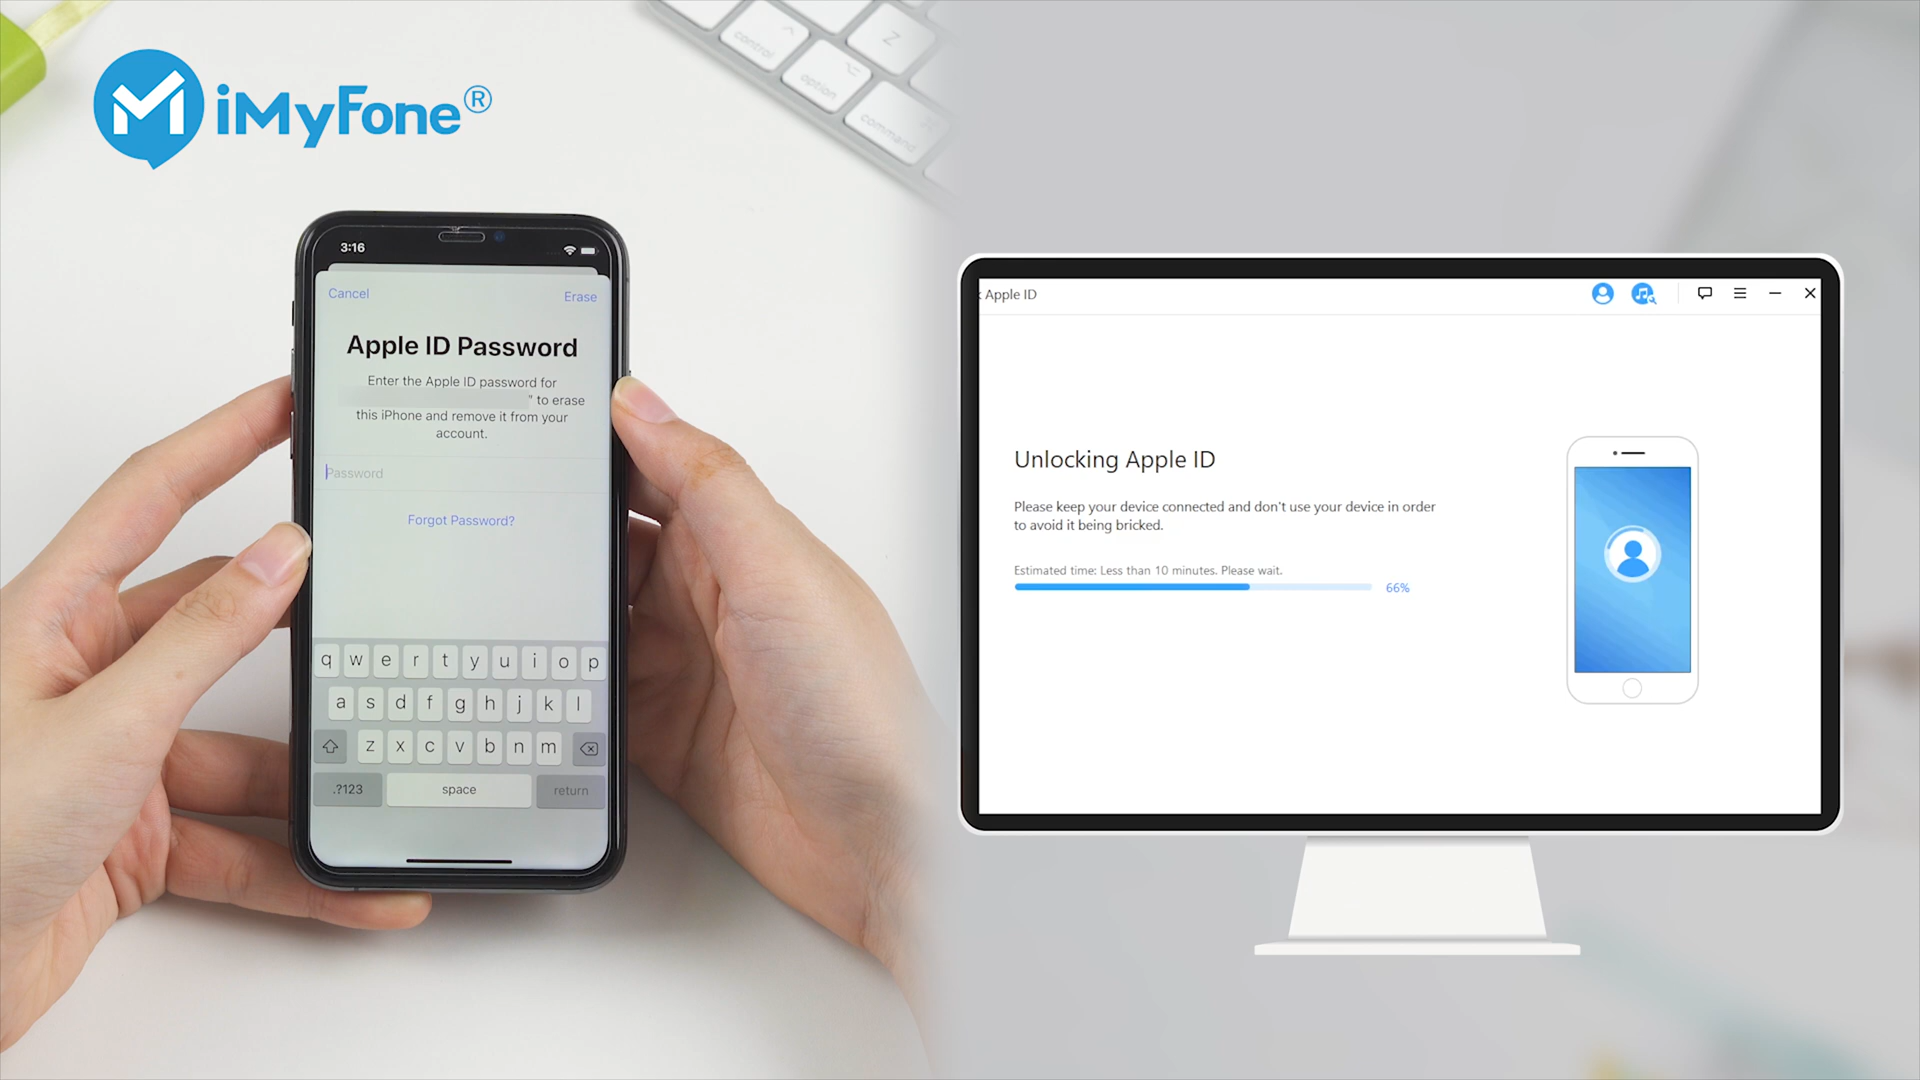 iMyFone®
control
option
command
Z
3:16
Cancel
Erase
Apple ID Password
Enter the Apple ID password for
" to erase
this iPhone and remove it from your
account.
Password
Forgot Password?
q w e r t y u i o p
a s d f g h j k l
z x c v b n m
.?123 space return
Apple ID
Unlocking Apple ID
Please keep your device connected and don't use your device in order
to avoid it being bricked.
Estimated time: Less than 10 minutes. Please wait.
66%